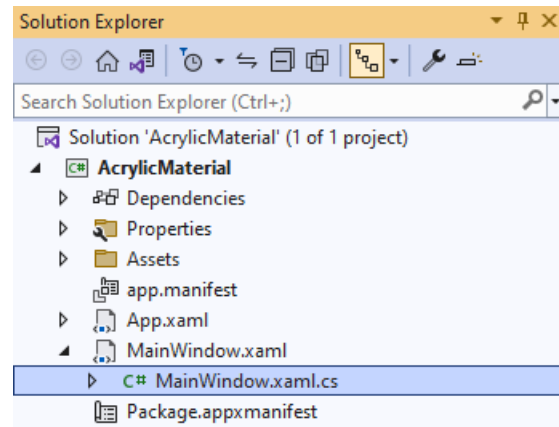 Solution Explorer
Search Solution Explorer (Ctrl+;)
Solution 'AcrylicMaterial' (1 of 1 project)
C# AcrylicMaterial
Dependencies
Properties
Assets
app.manifest
App.xaml
MainWindow.xaml
C# MainWindow.xaml.cs
Package.appxmanifest